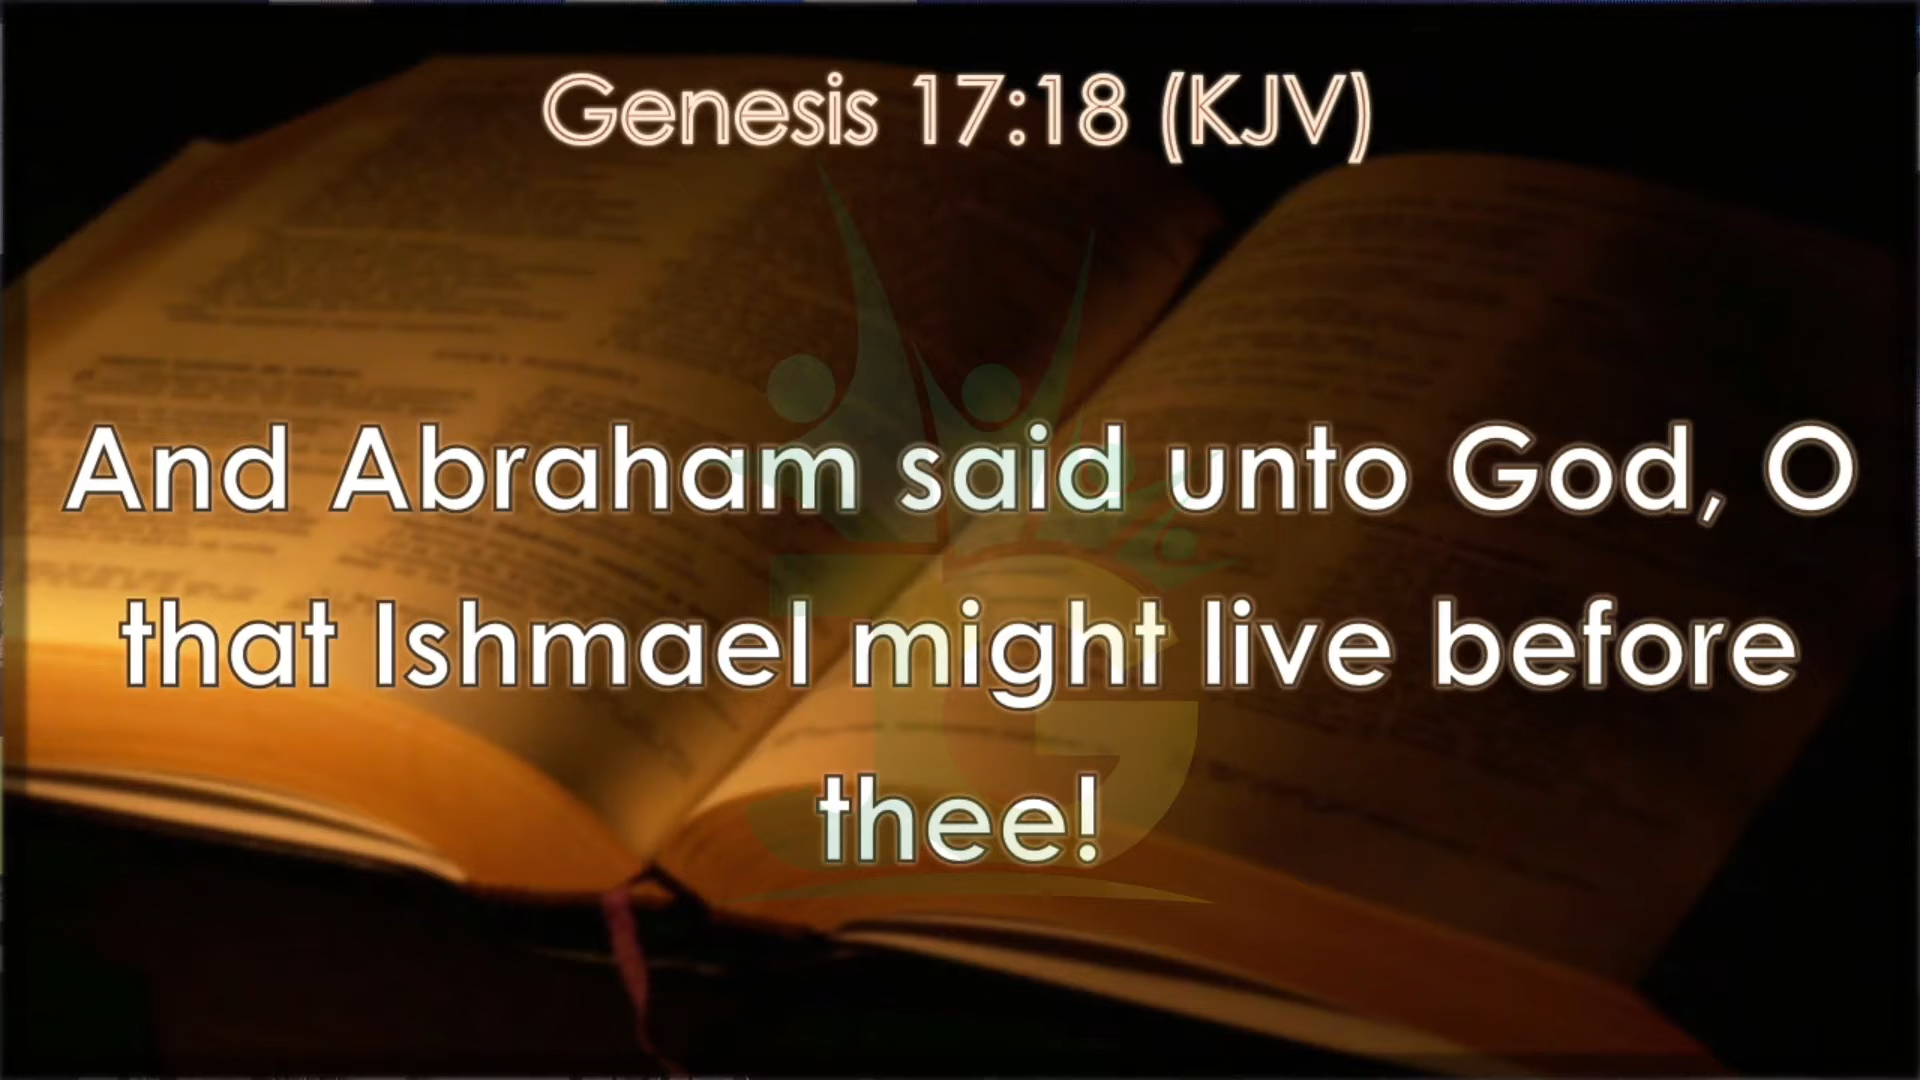 Genesis 17:18 (KJV)
And Abraham said unto God, O
that Ishmael might live before
thee!